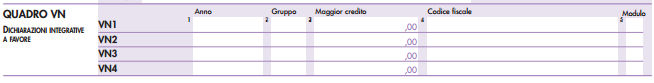 QUADRO VN
DICHIARAZIONI INTEGRATIVE
A FAVORE
1 Anno 2 Gruppo 3 Maggior credito 4 Codice fiscale 5 Modulo
VN1 ,00
VN2 ,00
VN3 ,00
VN4 ,00